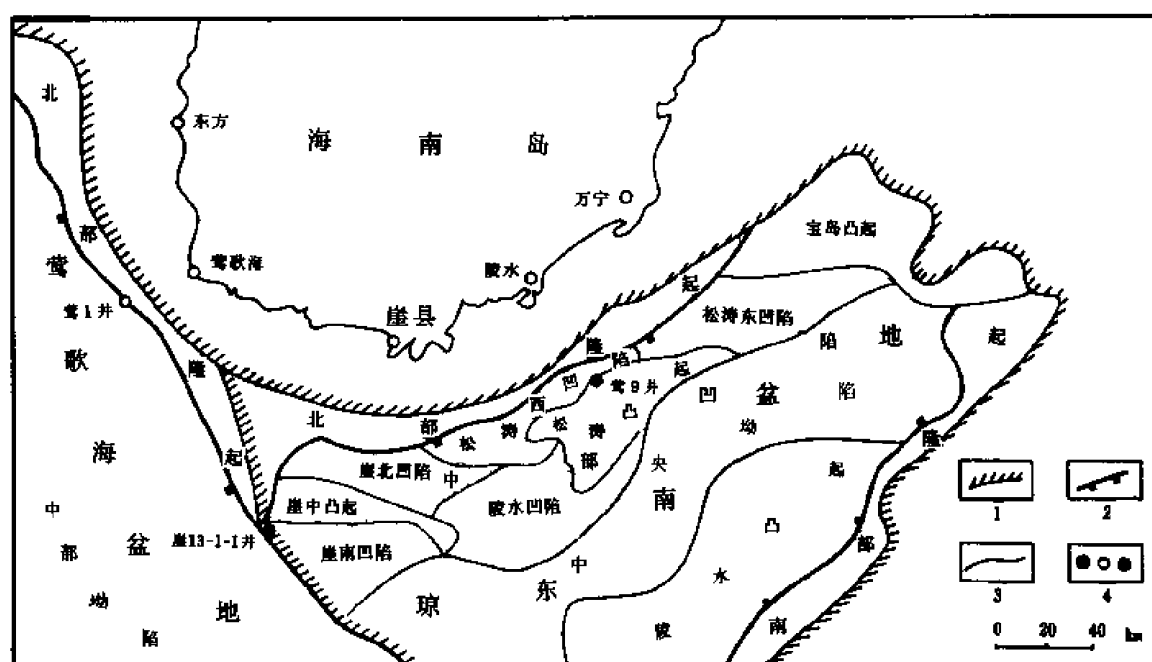 海南岛
东方
万宁
莺歌海
陵水
崖县
莺1井
莺9井
崖13-1-1井
莺歌海盆地
北部隆起
中部坳陷
北部隆起
宝岛凸起
松涛东凹陷
松涛西凹陷
松涛凸起
崖北凹陷
崖中凸起
崖南凹陷
陵水凹陷
中部凹陷
中央坳陷
琼东南盆地
陵水凸起
南部隆起
1
2
3
4
0 20 40 km